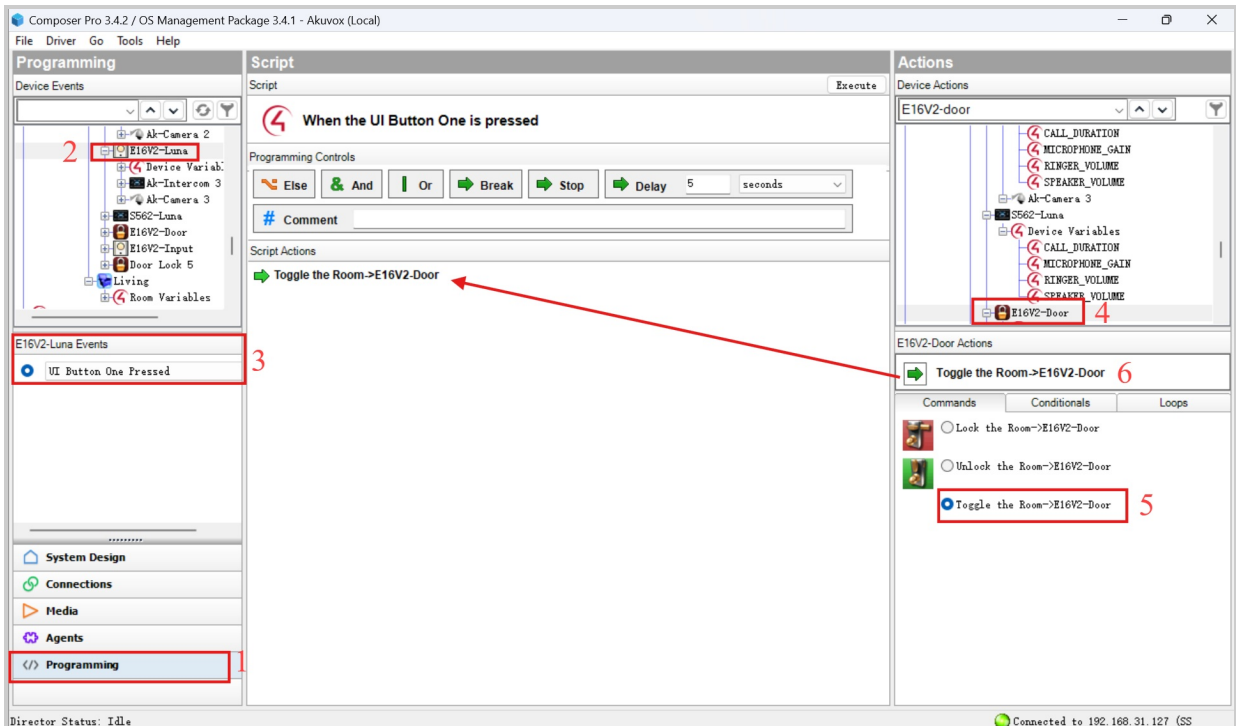 Composer Pro 3.4.2 / OS Management Package 3.4.1 - Akuvox (Local)
File Driver Go Tools Help
Programming
Device Events
Ak-Camera 2
2
E16V2-Luna
Device Variab
Ak-Intercom 3
Ak-Camera 3
S562-Luna
E16V2-Door
E16V2-Input
Door Lock 5
Living
Room Variables
E16V2-Luna Events
3
UI Button One Pressed
System Design
Connections
Media
Agents
</> Programming
1
Director Status: Idle
Script
Script
Execute
When the UI Button One is pressed
Programming Controls
Else & And Or Break Stop Delay 5 seconds
# Comment
Script Actions
Toggle the Room->E16V2-Door
Actions
Device Actions
E16V2-door
CALL_DURATION
MICROPHONE_GAIN
RINGER_VOLUME
SPEAKER_VOLUME
Ak-Camera 3
S562-Luna
Device Variables
CALL_DURATION
MICROPHONE_GAIN
RINGER_VOLUME
SPEAKER_VOLUME
E16V2-Door
4
E16V2-Door Actions
Toggle the Room->E16V2-Door
6
Commands Conditionals Loops
Lock the Room->E16V2-Door
Unlock the Room->E16V2-Door
Toggle the Room->E16V2-Door
5
Connected to 192.168.31.127 (SS